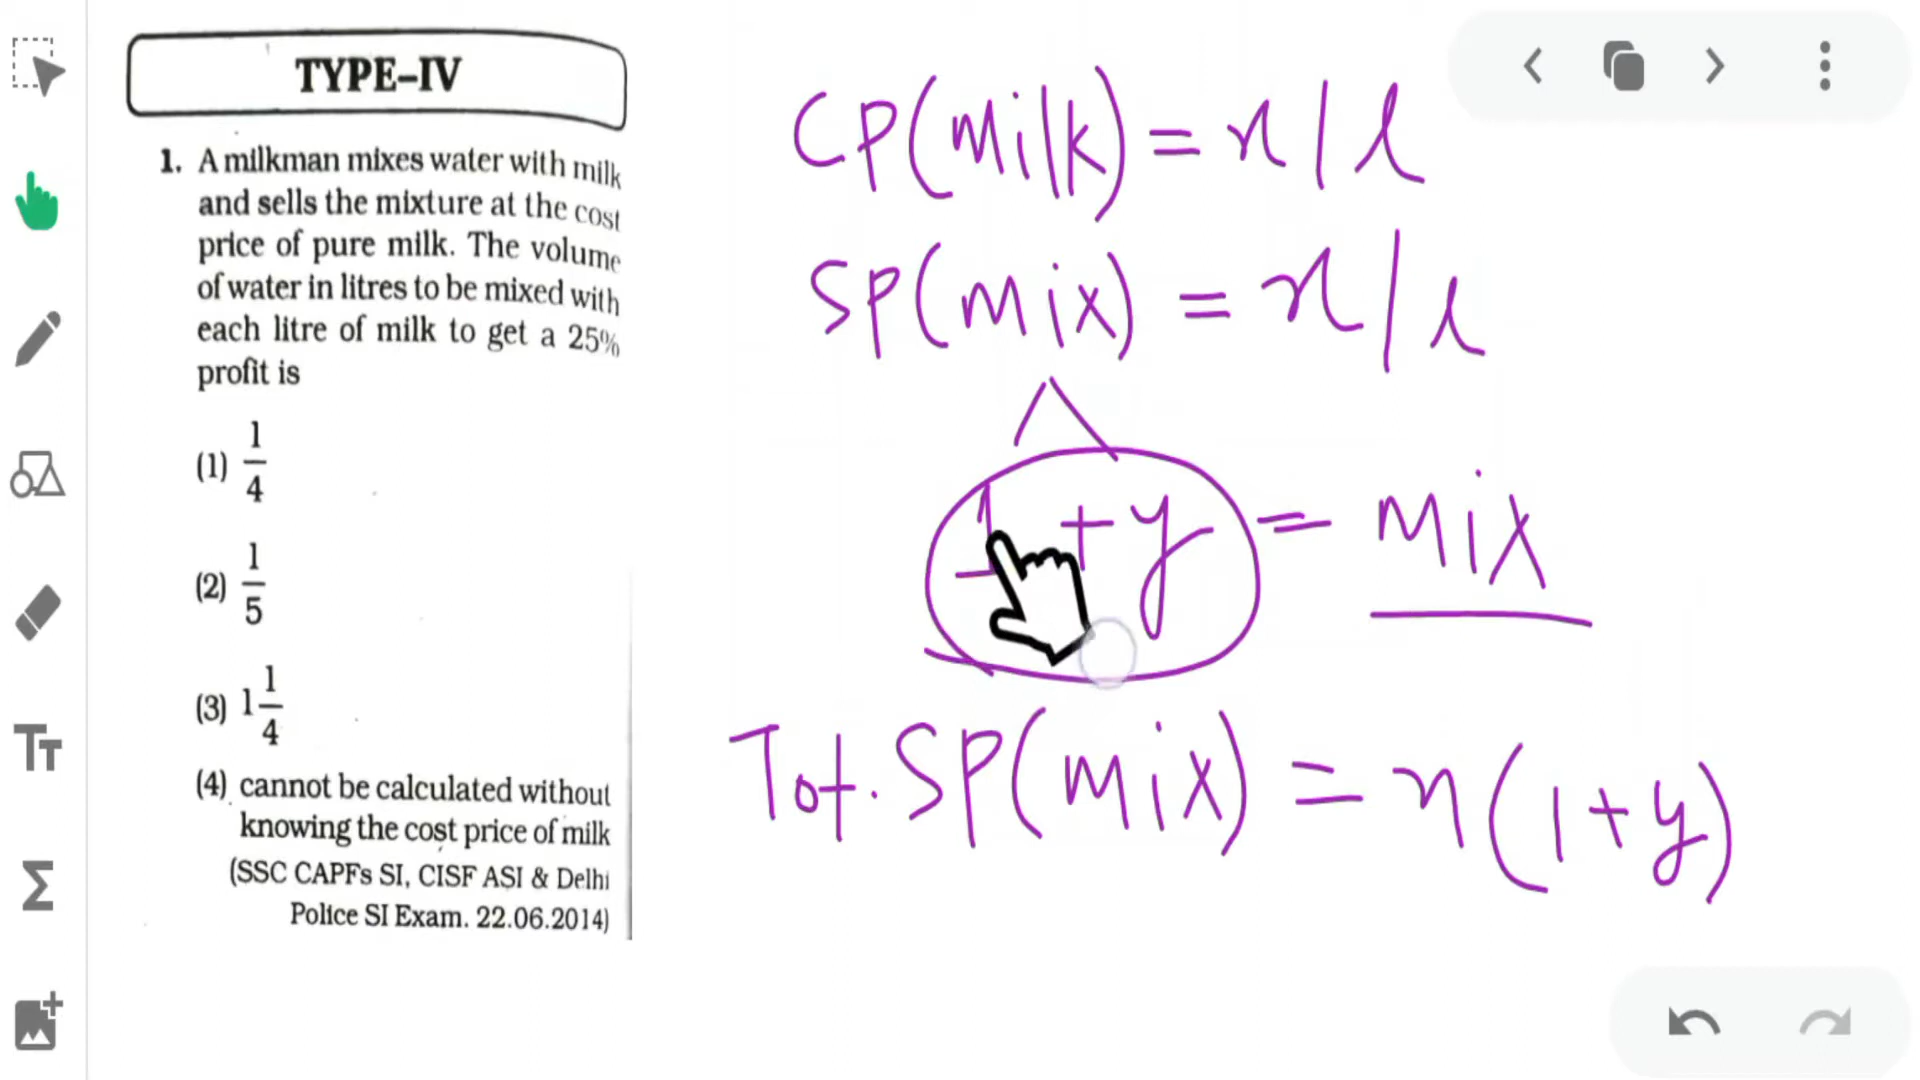 TYPE–IV
1. A milkman mixes water with milk
and sells the mixture at the cost
price of pure milk. The volume
of water in litres to be mixed with
each litre of milk to get a 25%
profit is
(1) 1/4
(2) 1/5
(3) 1 1/4
(4) cannot be calculated without
knowing the cost price of milk
(SSC CAPFs SI, CISF ASI & Delhi
Police SI Exam. 22.06.2014)
CP(Milk) = x/l
SP(Mix) = x/l
1 + y = Mix
Tot. SP(Mix) = x(1+y)
TT
Σ